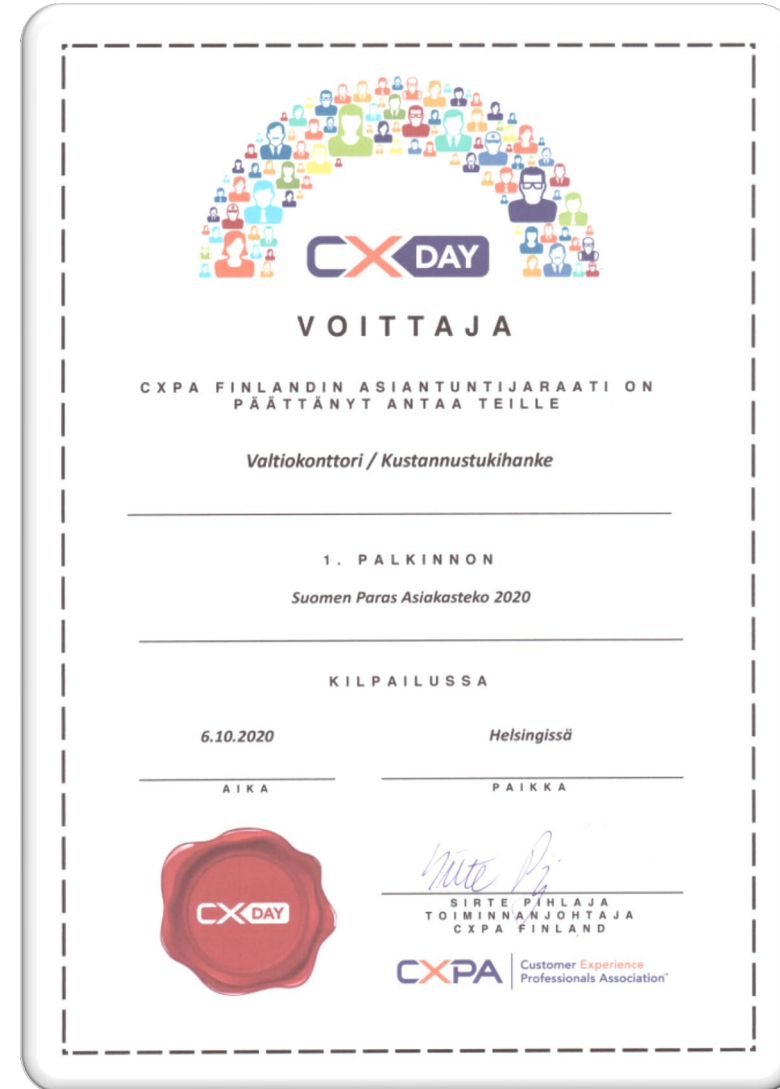 CX DAY
VOITTAJA
CXPA FINLANDIN ASIANTUNTIJARAATI ON
PÄÄTTÄNYT ANTAA TEILLE
Valtiokonttori / Kustannustukihanke
1. PALKINNON
Suomen Paras Asiakasteko 2020
KILPAILUSSA
6.10.2020
Helsingissä
AIKA
PAIKKA
CX DAY
SIRTE PIHLAJA
TOIMINNANJOHTAJA
CXPA FINLAND
CXPA
Customer Experience
Professionals Association